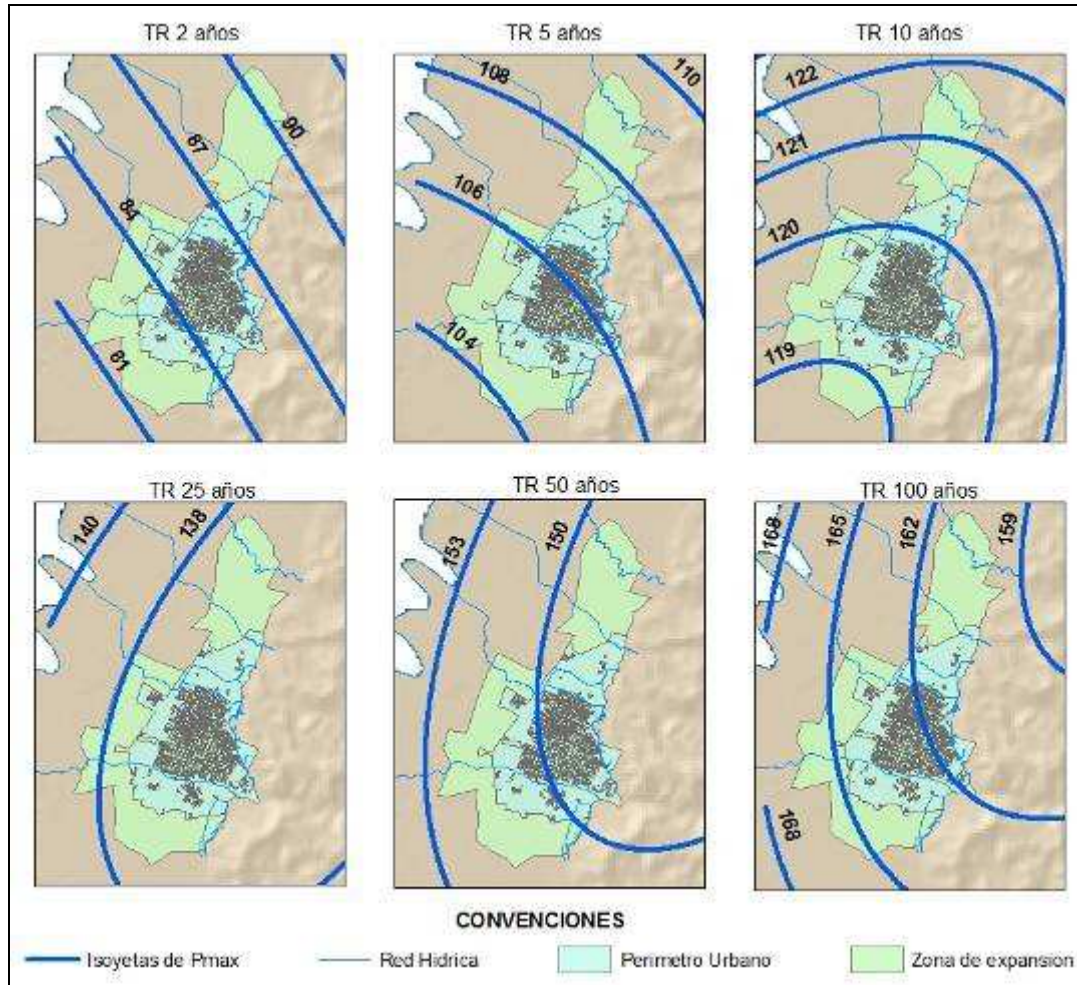 TR 2 años
TR 5 años
TR 10 años
90
87
84
81
110
108
106
104
122
121
120
119
TR 25 años
TR 50 años
TR 100 años
140
138
153
150
168
165
162
159
168
CONVENCIONES
Isoyetas de Pmax
Red Hidrica
Perimetro Urbano
Zona de expansion